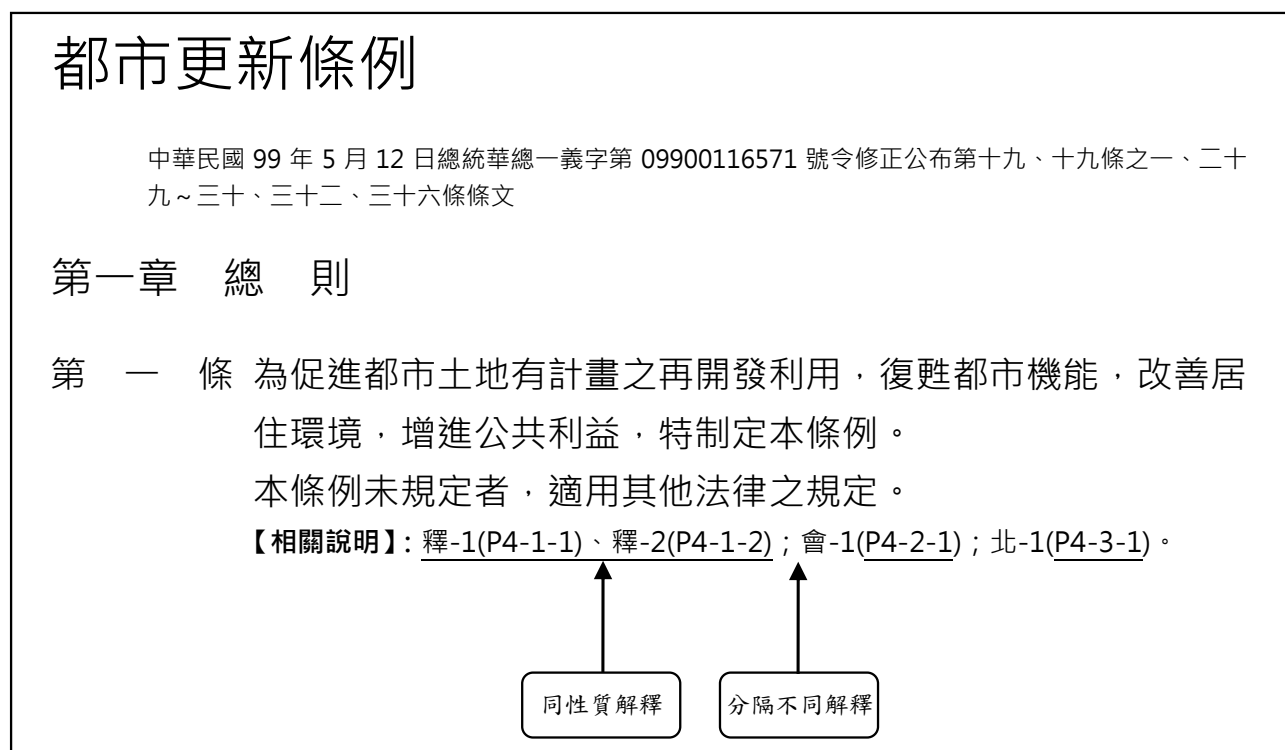 都市更新條例
中華民國 99 年 5 月 12 日總統華總一義字第 09900116571 號令修正公布第十九、十九條之一、二十
九～三十、三十二、三十六條條文
第一章 總 則
第 一 條 為促進都市土地有計畫之再開發利用，復甦都市機能，改善居
住環境，增進公共利益，特制定本條例。
本條例未規定者，適用其他法律之規定。
【相關說明】：釋-1(P4-1-1)、釋-2(P4-1-2)；會-1(P4-2-1)；北-1(P4-3-1)。
同性質解釋 分隔不同解釋